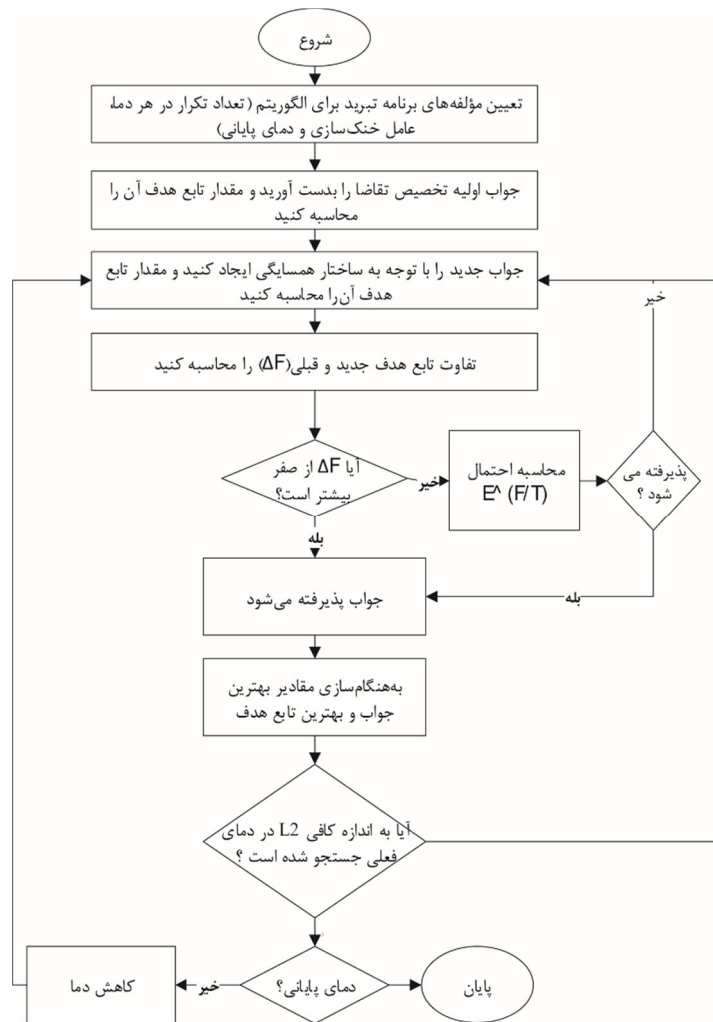 شروع
تعیین مؤلفه‌های برنامه تبرید برای الگوریتم (تعداد تکرار در هر دما،
عامل خنک‌سازی و دمای پایانی)
جواب اولیه تخصیص تقاضا را بدست آورید و مقدار تابع هدف آن را
محاسبه کنید
جواب جدید را با توجه به ساختار همسایگی ایجاد کنید و مقدار تابع
هدف آن‌را محاسبه کنید
خیر
تفاوت تابع هدف جدید و قبلی(ΔF) را محاسبه کنید
آیا ΔF از صفر
بیشتر است؟
خیر
محاسبه احتمال
E^ (F/T)
پذیرفته می
شود ؟
بله
بله
جواب پذیرفته می‌شود
به‌هنگام‌سازی مقادیر بهترین
جواب و بهترین تابع هدف
آیا به اندازه کافی L2 در دمای
فعلی جستجو شده است ؟
دمای پایانی؟
خیر
کاهش دما
پایان